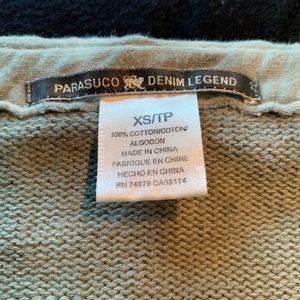 PARASUCO DENIM LEGEND
XS/TP
100% COTTON/COTON/
ALGODON
MADE IN CHINA
FABRIQUE EN CHINE
HECHO EN CHINA
RN 74879 CA03174